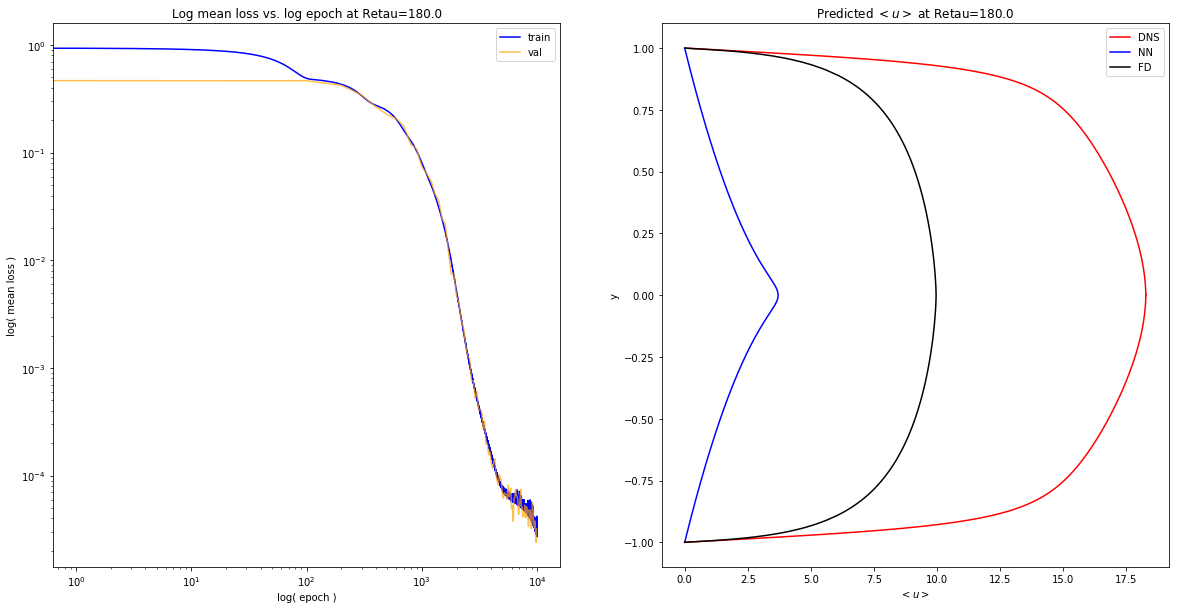 Log mean loss vs. log epoch at Retau=180.0
train
val
10⁰
10⁻¹
10⁻²
10⁻³
10⁻⁴
log( mean loss )
10⁰ 10¹ 10² 10³ 10⁴
log( epoch )
Predicted < u > at Retau=180.0
DNS
NN
FD
1.00
0.75
0.50
0.25
0.00
−0.25
−0.50
−0.75
−1.00
y
0.0 2.5 5.0 7.5 10.0 12.5 15.0 17.5
< u >